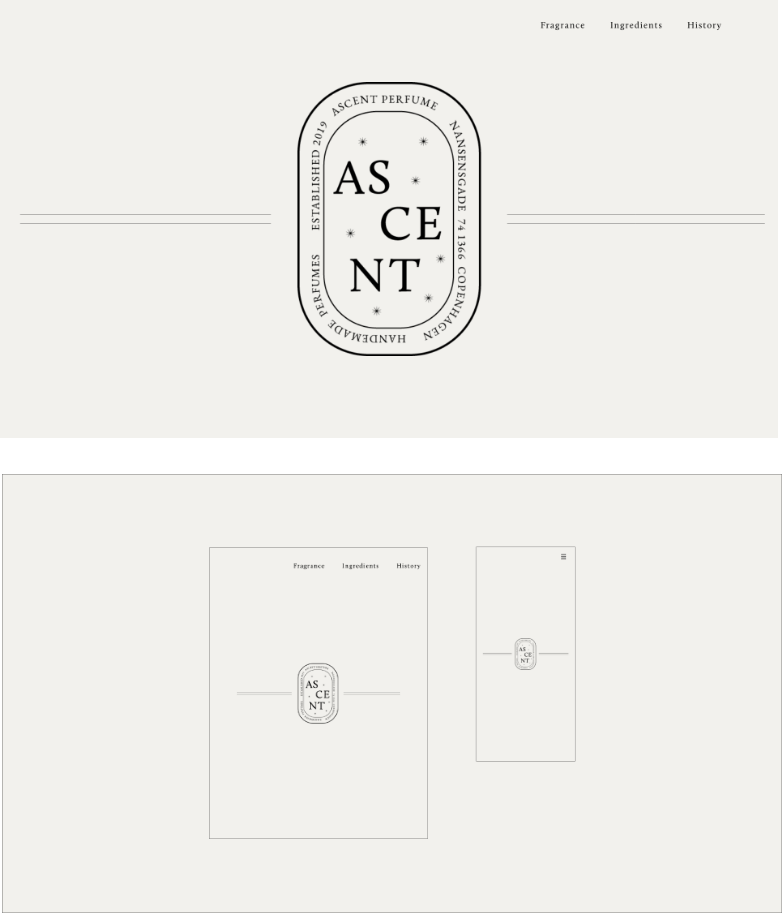 Fragrance Ingredients History
ASCENT PERFUME
NANSENSGADE 74 1366 COPENHAGEN
HANDEMADE PERFUMES
ESTABLISHED 2019
AS
CE
NT
Fragrance Ingredients History
AS
CE
NT
AS
CE
NT